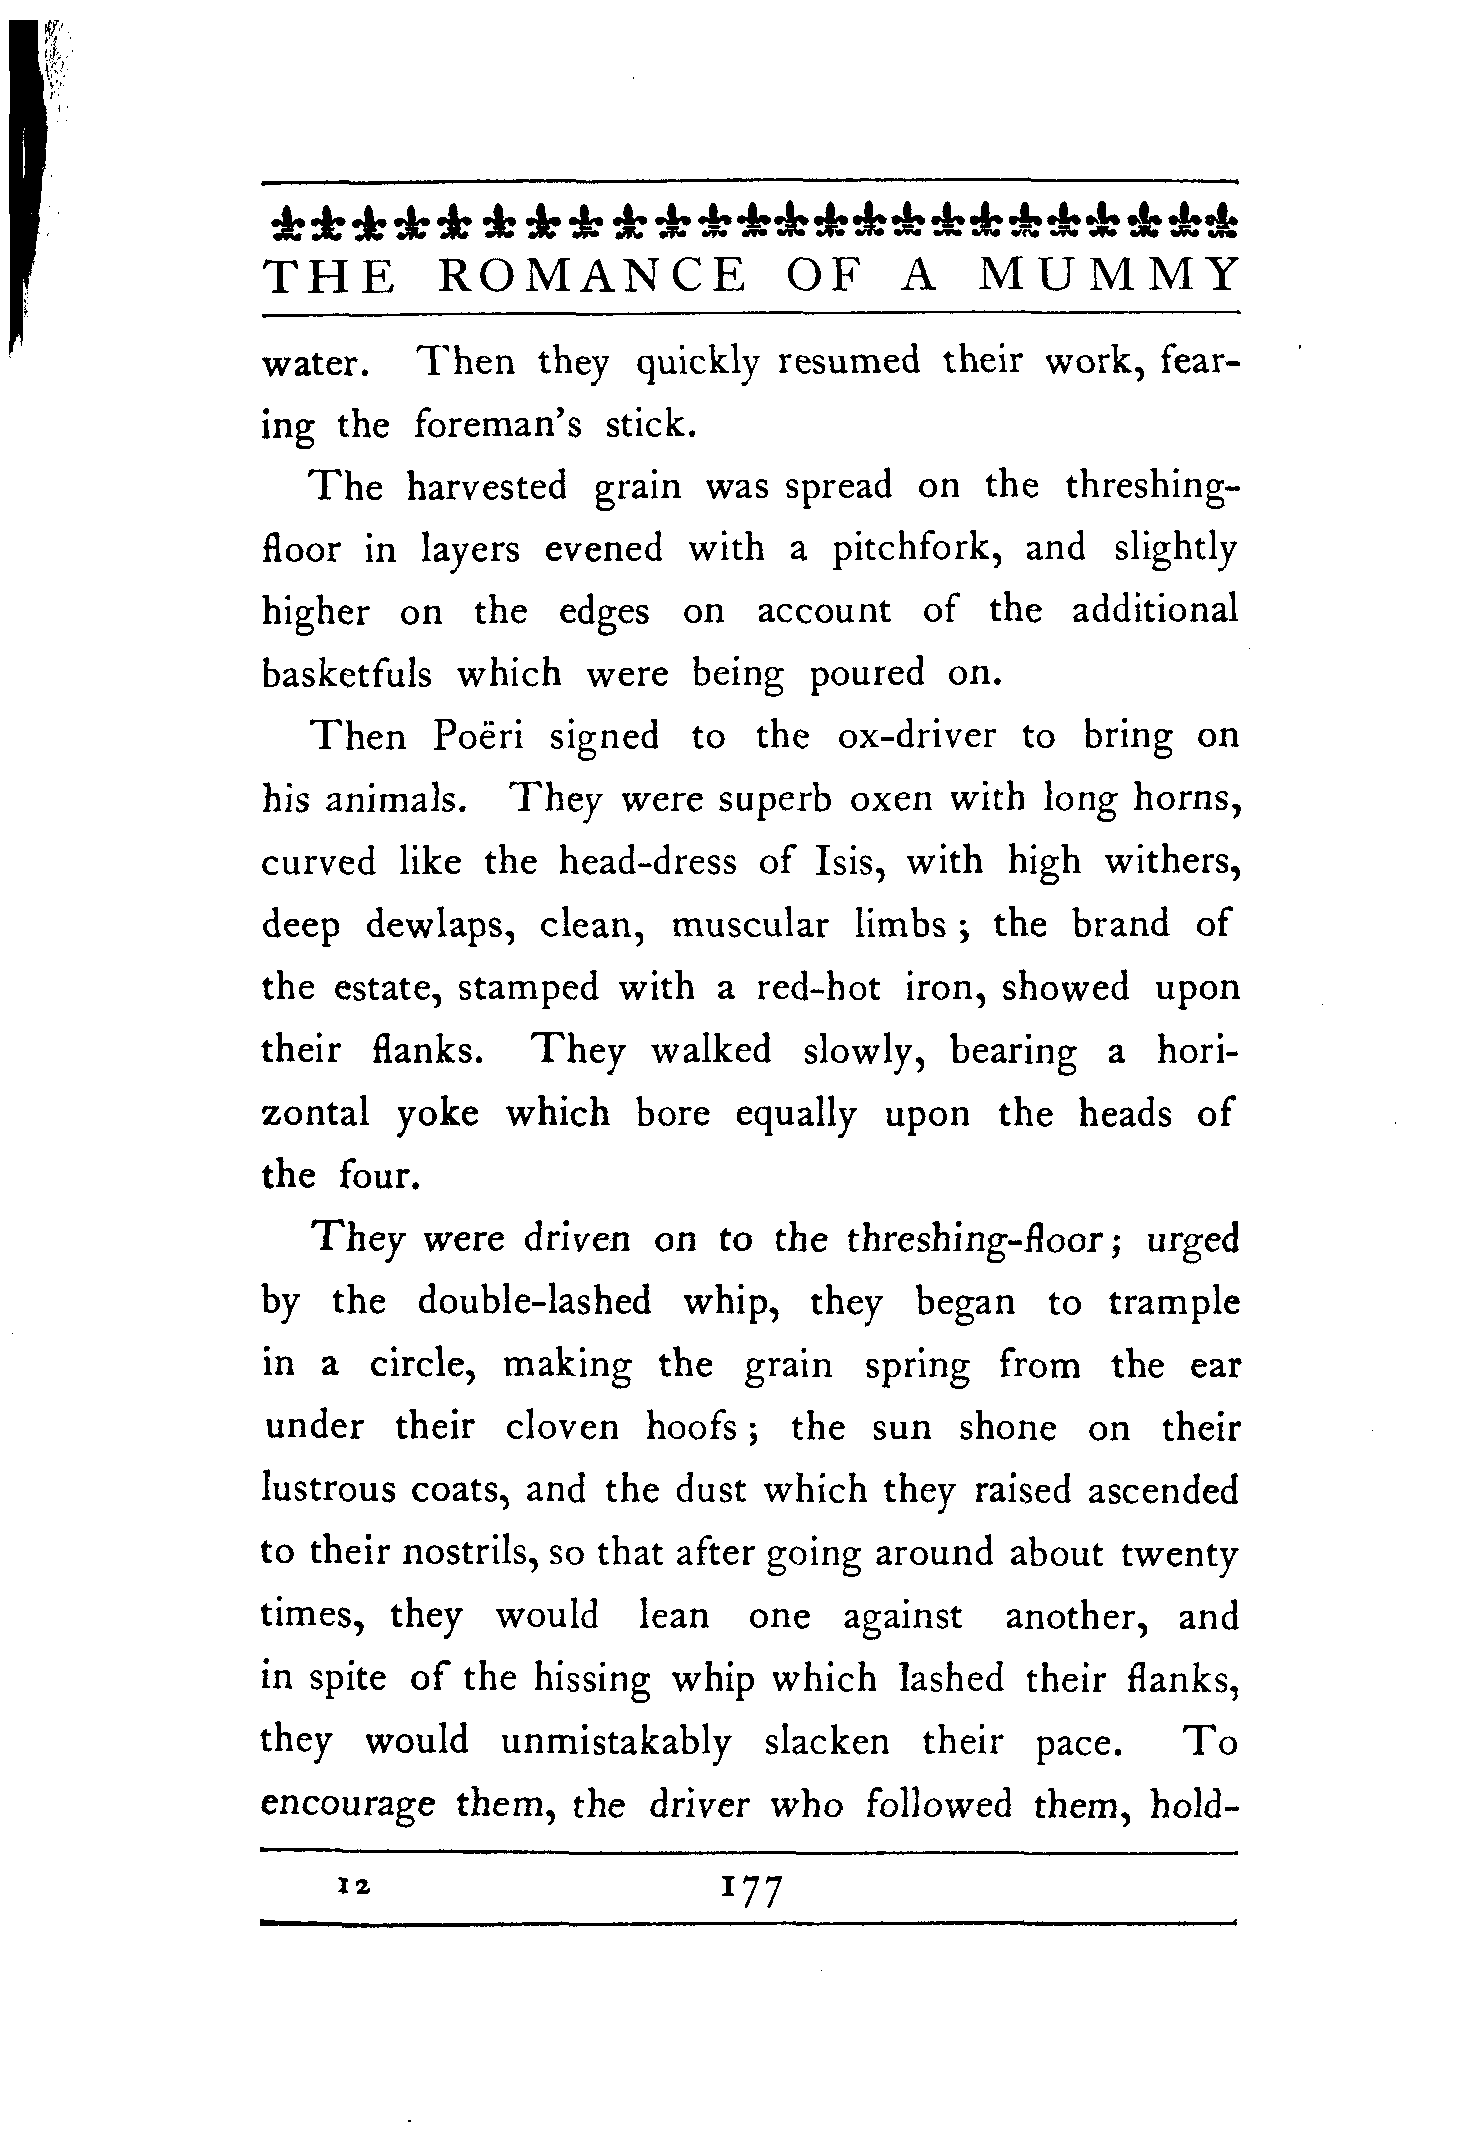 THE ROMANCE OF A MUMMY
water. Then they quickly resumed their work, fear-
ing the foreman's stick.
The harvested grain was spread on the threshing-
floor in layers evened with a pitchfork, and slightly
higher on the edges on account of the additional
basketfuls which were being poured on.
Then Poëri signed to the ox-driver to bring on
his animals. They were superb oxen with long horns,
curved like the head-dress of Isis, with high withers,
deep dewlaps, clean, muscular limbs ; the brand of
the estate, stamped with a red-hot iron, showed upon
their flanks. They walked slowly, bearing a hori-
zontal yoke which bore equally upon the heads of
the four.
They were driven on to the threshing-floor ; urged
by the double-lashed whip, they began to trample
in a circle, making the grain spring from the ear
under their cloven hoofs ; the sun shone on their
lustrous coats, and the dust which they raised ascended
to their nostrils, so that after going around about twenty
times, they would lean one against another, and
in spite of the hissing whip which lashed their flanks,
they would unmistakably slacken their pace. To
encourage them, the driver who followed them, hold-
12 177